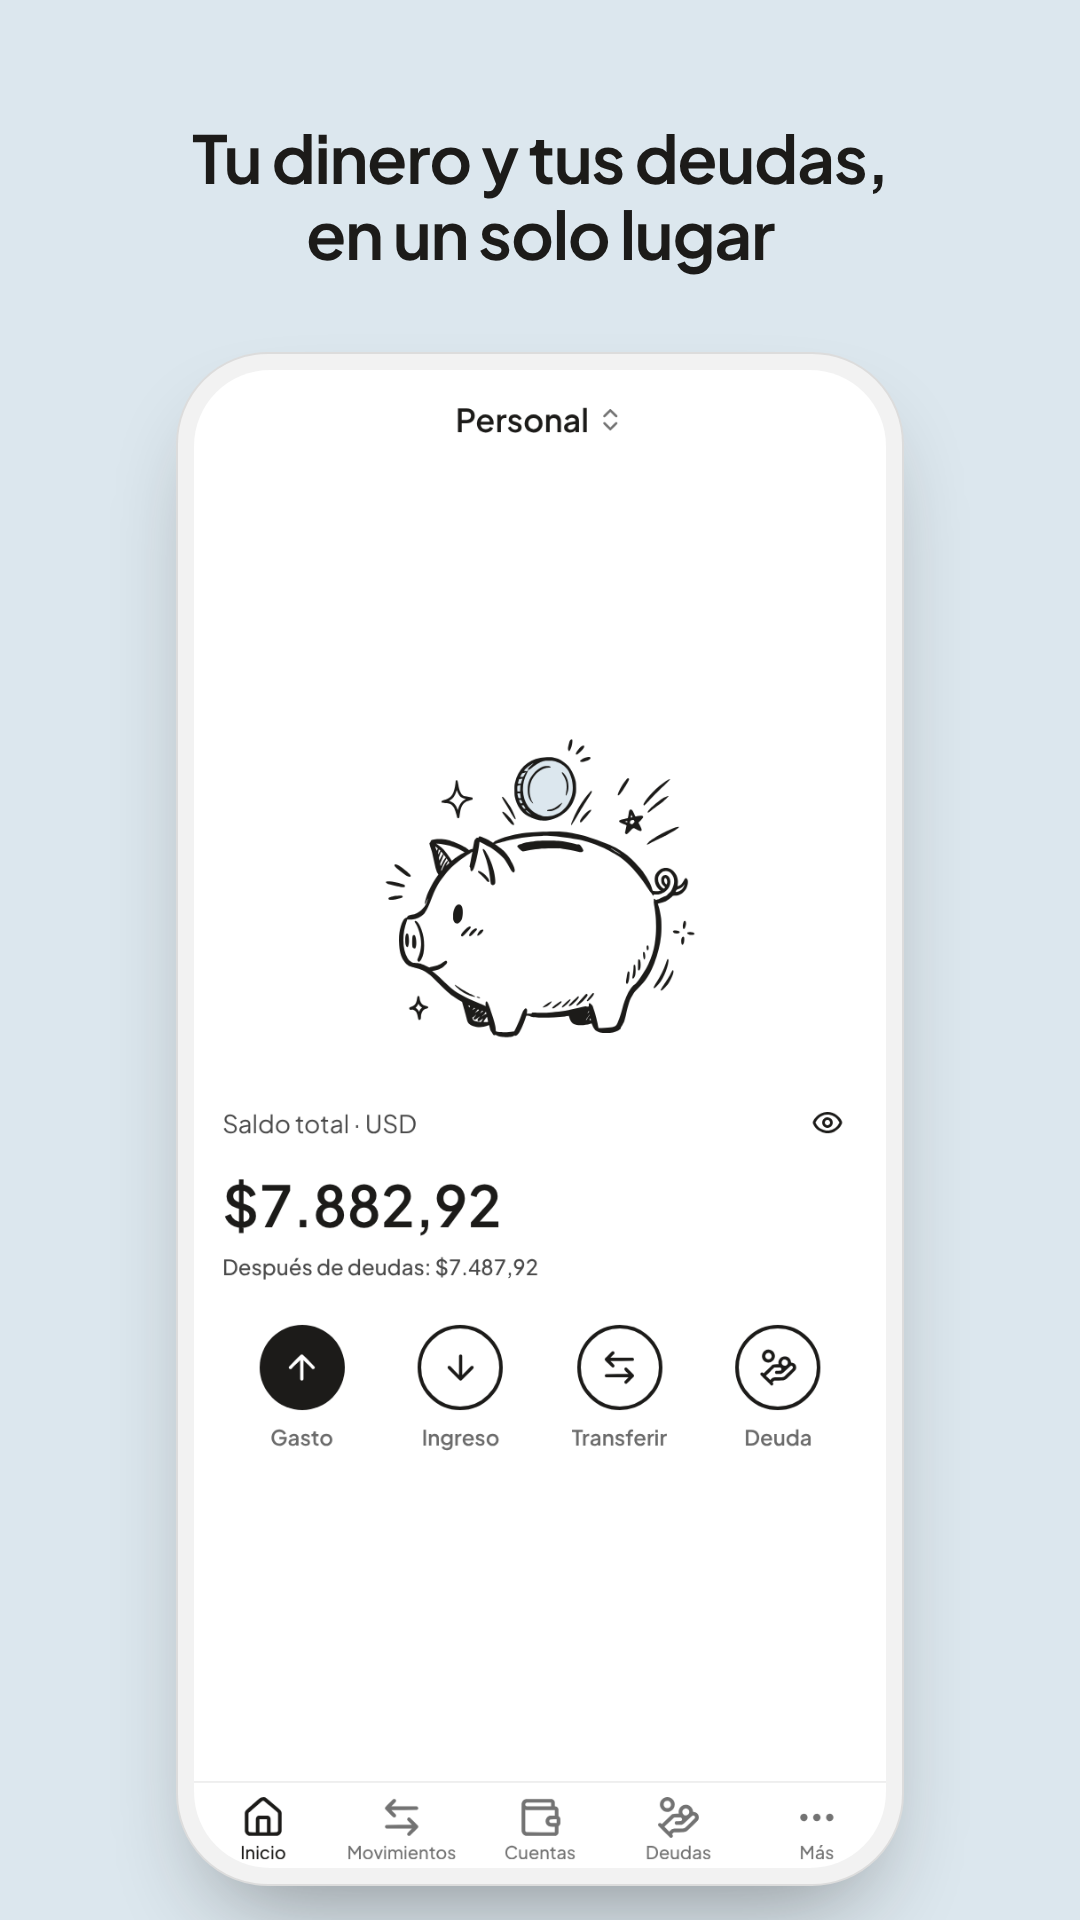 Tu dinero y tus deudas,
en un solo lugar
Personal
Saldo total · USD
$7.882,92
Después de deudas: $7.487,92
Gasto
Ingreso
Transferir
Deuda
Inicio
Movimientos
Cuentas
Deudas
Más